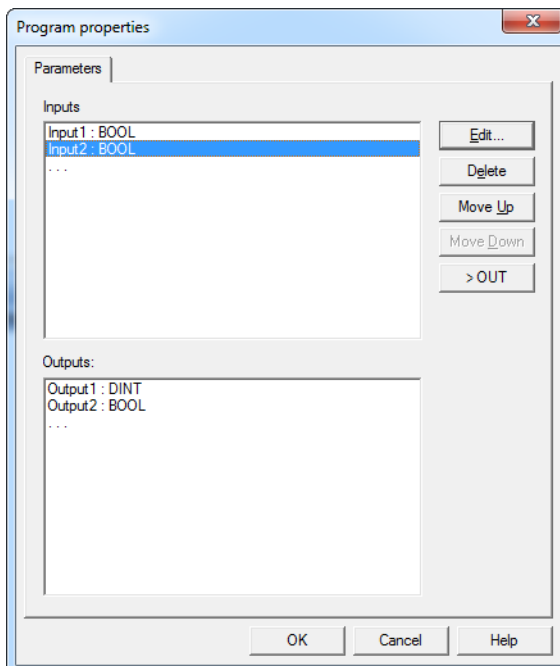 Program properties
x
Parameters
Inputs
Input1 : BOOL
Input2 : BOOL
. . .
Edit...
Delete
Move Up
Move Down
> OUT
Outputs:
Output1 : DINT
Output2 : BOOL
. . .
OK
Cancel
Help